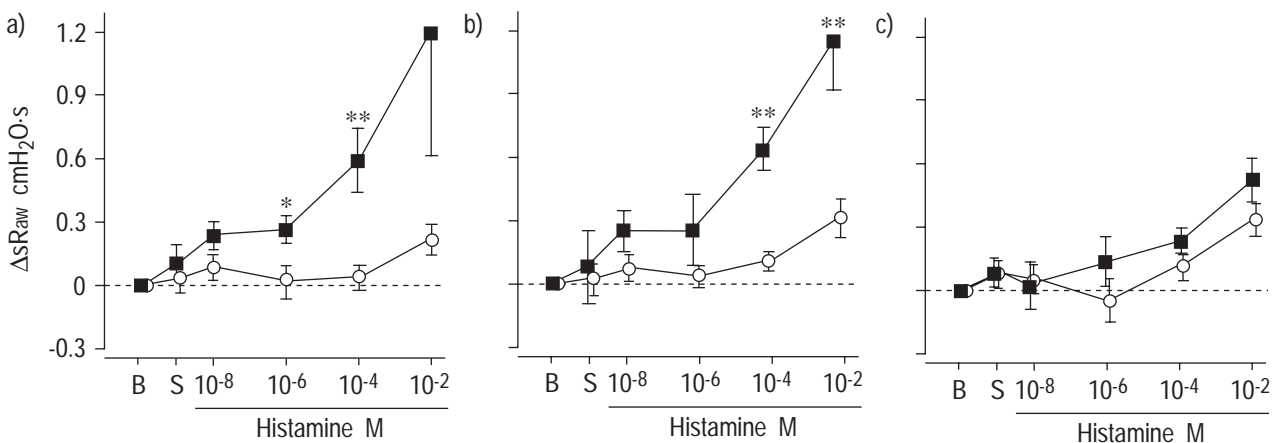 a)
b)
c)
ΔsRaw cmH₂O·s
1.2
0.9
0.6
0.3
0
-0.3
*
**
**
**
B S 10⁻⁸ 10⁻⁶ 10⁻⁴ 10⁻²
Histamine M
B S 10⁻⁸ 10⁻⁶ 10⁻⁴ 10⁻²
Histamine M
B S 10⁻⁸ 10⁻⁶ 10⁻⁴ 10⁻²
Histamine M